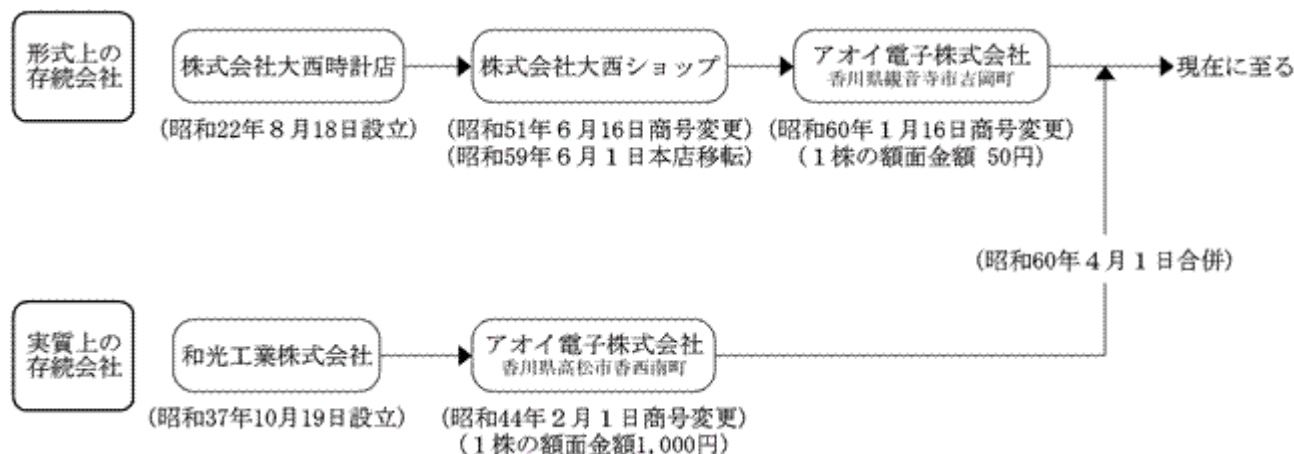 形式上の
存続会社
株式会社大西時計店
株式会社大西ショップ
アオイ電子株式会社
香川県観音寺市吉岡町
現在に至る
(昭和22年8月18日設立)
(昭和51年6月16日商号変更)
(昭和59年6月1日本店移転)
(昭和60年1月16日商号変更)
(1株の額面金額 50円)
(昭和60年4月1日合併)
実質上の
存続会社
和光工業株式会社
アオイ電子株式会社
香川県高松市香西南町
(昭和37年10月19日設立)
(昭和44年2月1日商号変更)
(1株の額面金額1,000円)